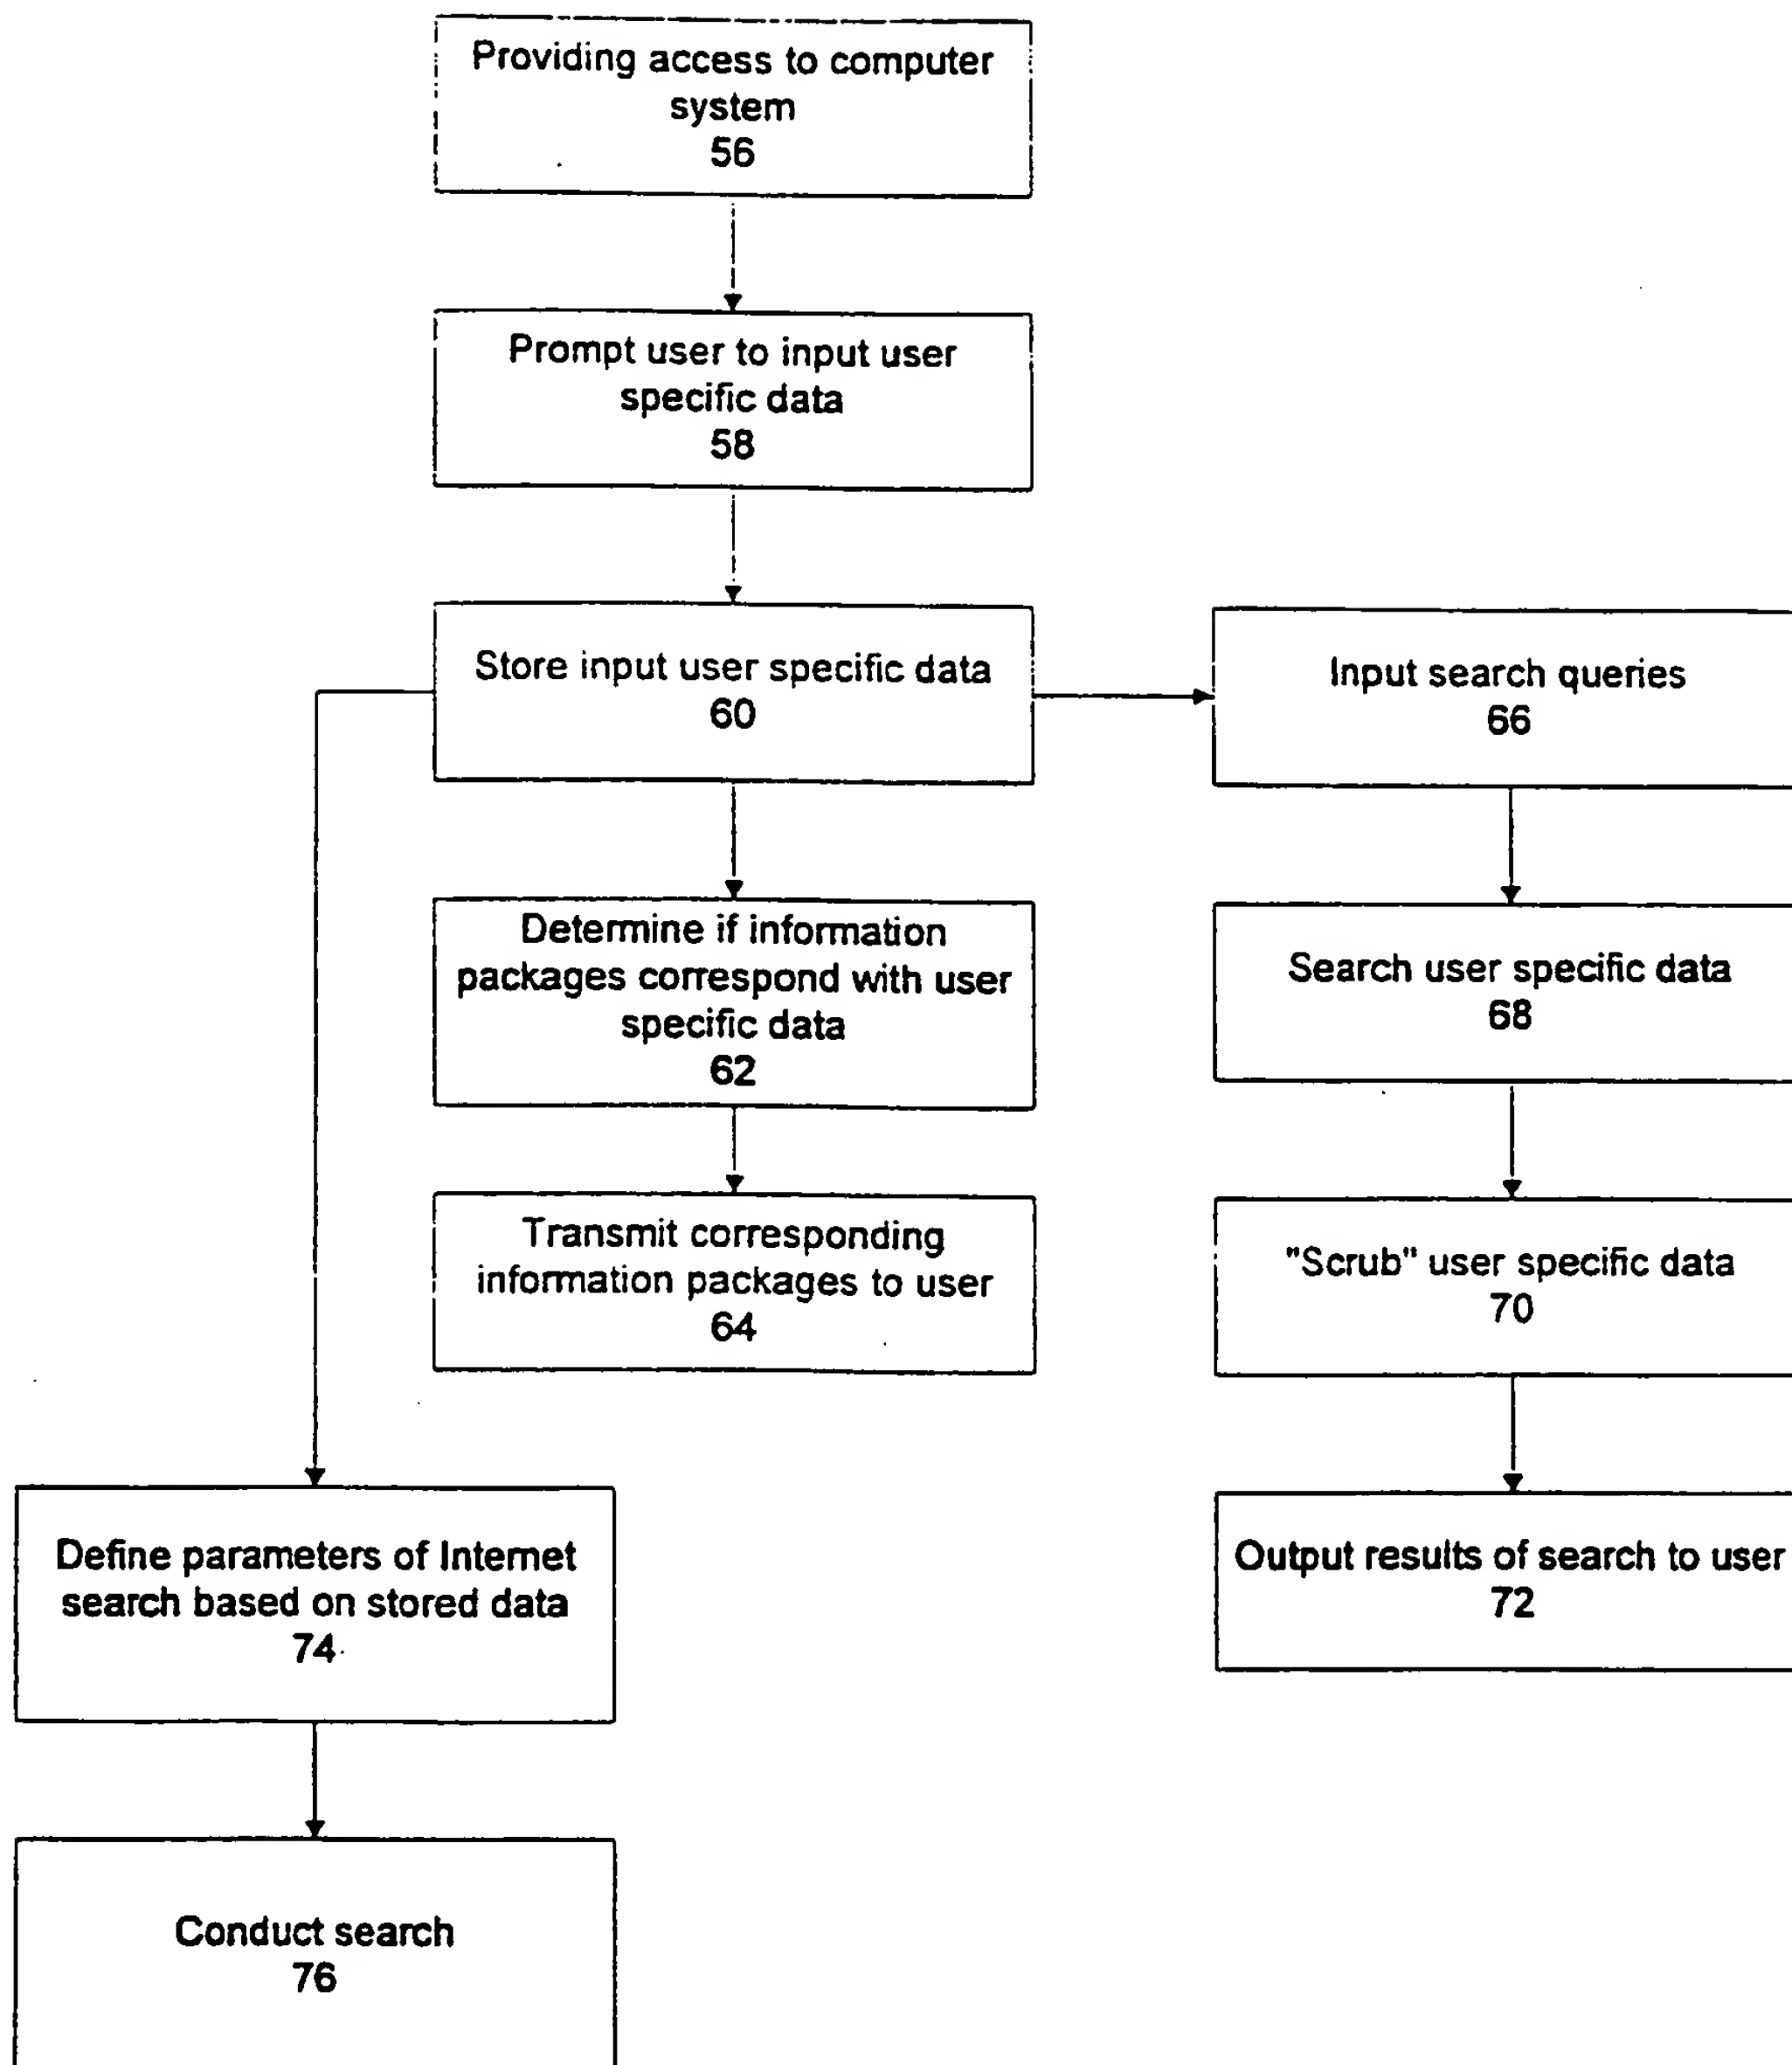 Providing access to computer
system
56
Prompt user to input user
specific data
58
Store input user specific data
60
Input search queries
66
Determine if information
packages correspond with user
specific data
62
Search user specific data
68
Transmit corresponding
information packages to user
64
"Scrub" user specific data
70
Define parameters of Internet
search based on stored data
74
Output results of search to user
72
Conduct search
76